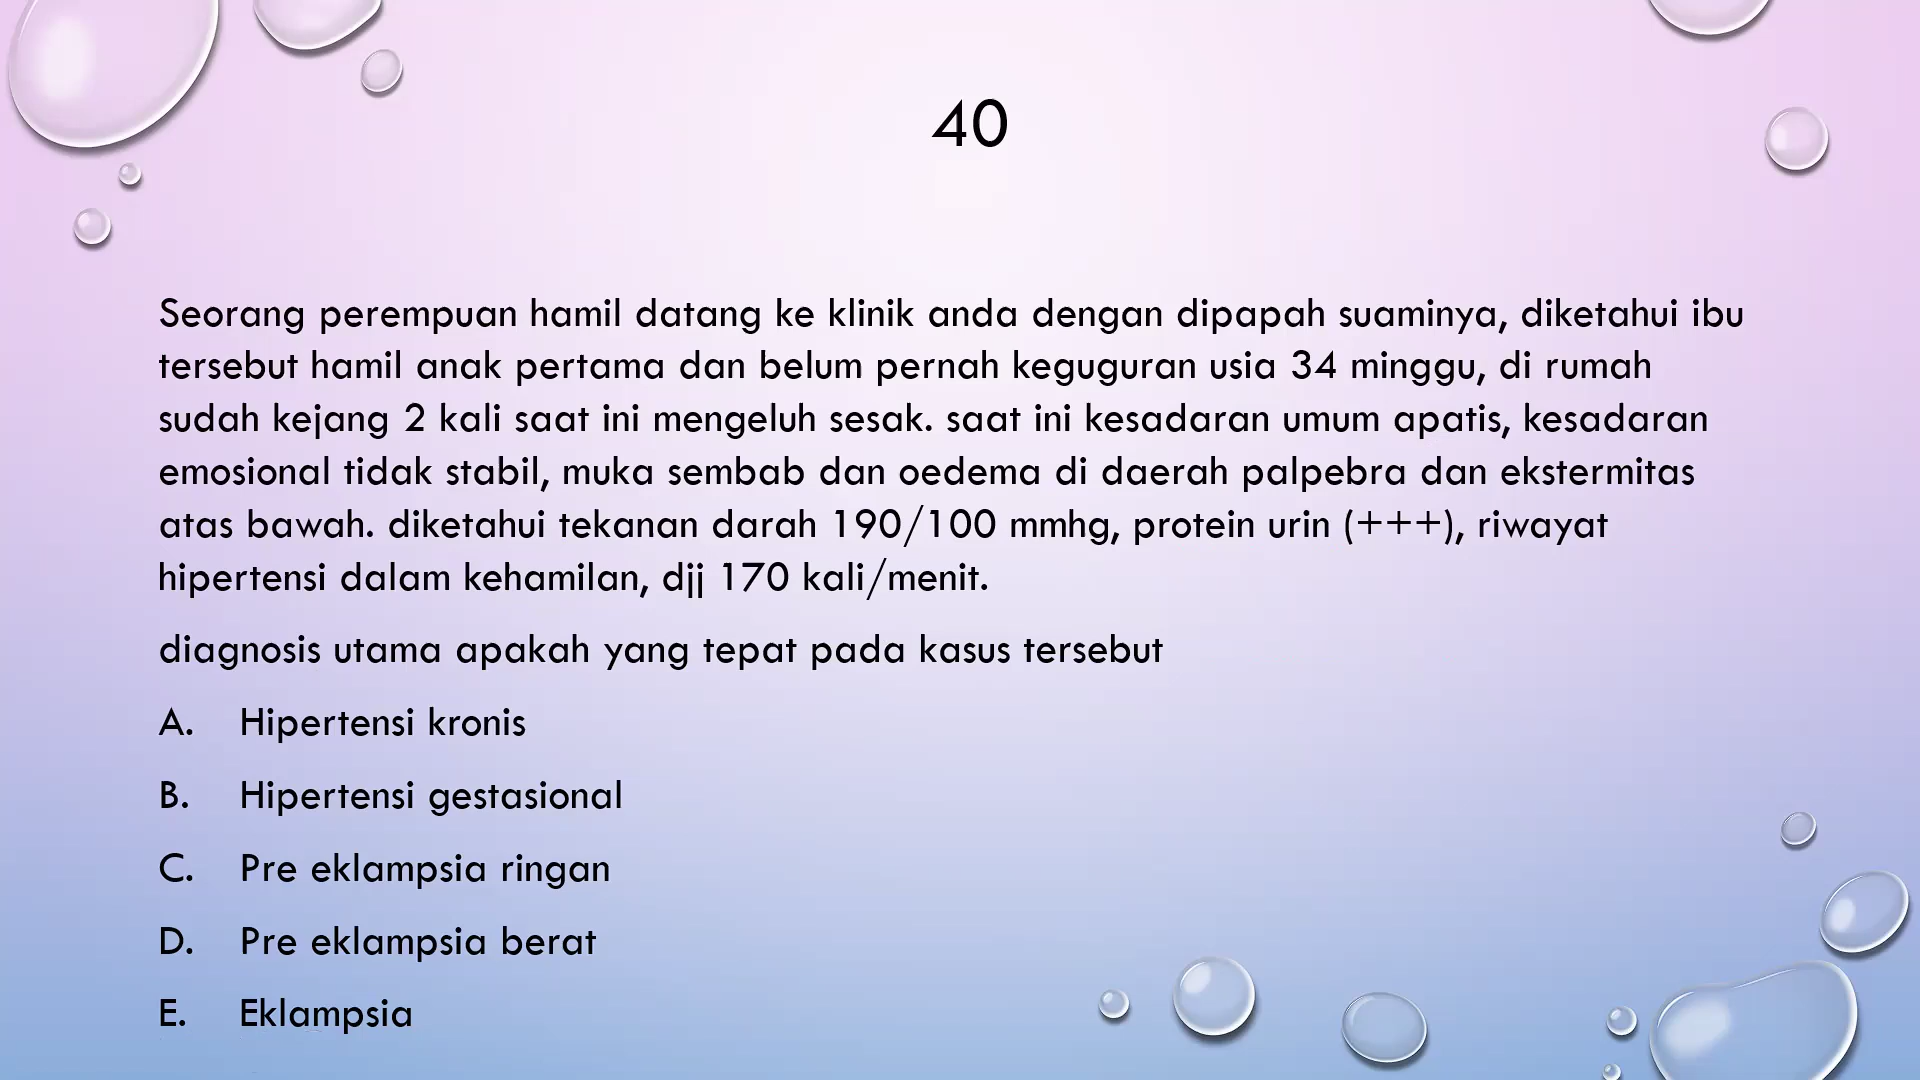 40
Seorang perempuan hamil datang ke klinik anda dengan dipapah suaminya, diketahui ibu
tersebut hamil anak pertama dan belum pernah keguguran usia 34 minggu, di rumah
sudah kejang 2 kali saat ini mengeluh sesak. saat ini kesadaran umum apatis, kesadaran
emosional tidak stabil, muka sembab dan oedema di daerah palpebra dan ekstermitas
atas bawah. diketahui tekanan darah 190/100 mmhg, protein urin (+++), riwayat
hipertensi dalam kehamilan, djj 170 kali/menit.
diagnosis utama apakah yang tepat pada kasus tersebut
A. Hipertensi kronis
B. Hipertensi gestasional
C. Pre eklampsia ringan
D. Pre eklampsia berat
E. Eklampsia